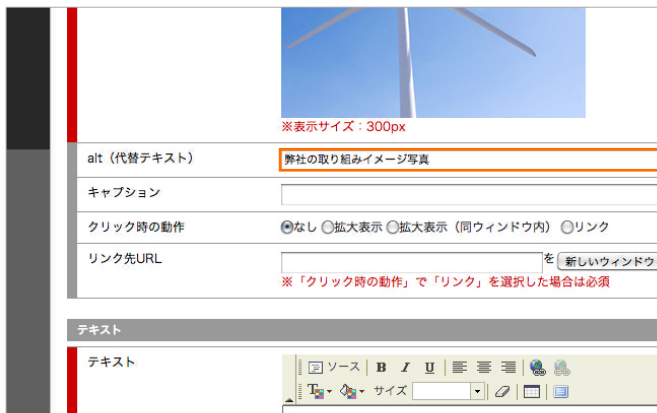 ※表示サイズ：300px
alt（代替テキスト）
弊社の取り組みイメージ写真
キャプション
クリック時の動作
なし 拡大表示 拡大表示（同ウィンドウ内） リンク
リンク先URL
を 新しいウィンドウ
※「クリック時の動作」で「リンク」を選択した場合は必須
テキスト
テキスト
ソース B I U
T サイズ